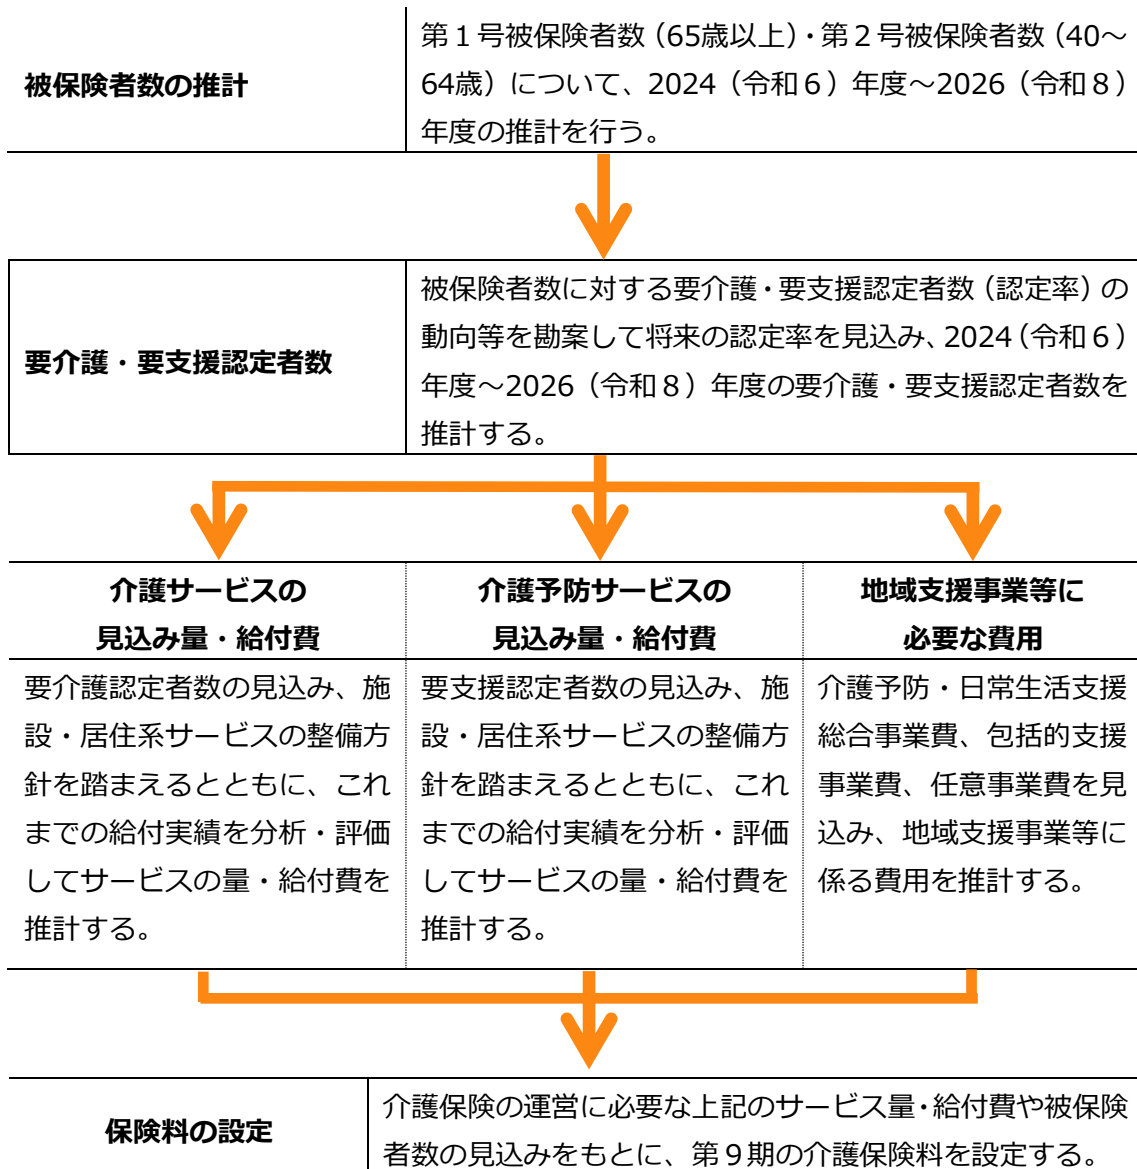 被保険者数の推計
第１号被保険者数（65歳以上）・第２号被保険者数（40～
64歳）について、2024（令和６）年度～2026（令和８）
年度の推計を行う。
要介護・要支援認定者数
被保険者数に対する要介護・要支援認定者数（認定率）の
動向等を勘案して将来の認定率を見込み、2024（令和６）
年度～2026（令和８）年度の要介護・要支援認定者数を
推計する。
介護サービスの
見込み量・給付費
要介護認定者数の見込み、施
設・居住系サービスの整備方
針を踏まえるとともに、これ
までの給付実績を分析・評価
してサービスの量・給付費を
推計する。
介護予防サービスの
見込み量・給付費
要支援認定者数の見込み、施
設・居住系サービスの整備方
針を踏まえるとともに、これ
までの給付実績を分析・評価
してサービスの量・給付費を
推計する。
地域支援事業等に
必要な費用
介護予防・日常生活支援
総合事業費、包括的支援
事業費、任意事業費を見
込み、地域支援事業等に
係る費用を推計する。
保険料の設定
介護保険の運営に必要な上記のサービス量・給付費や被保険
者数の見込みをもとに、第９期の介護保険料を設定する。